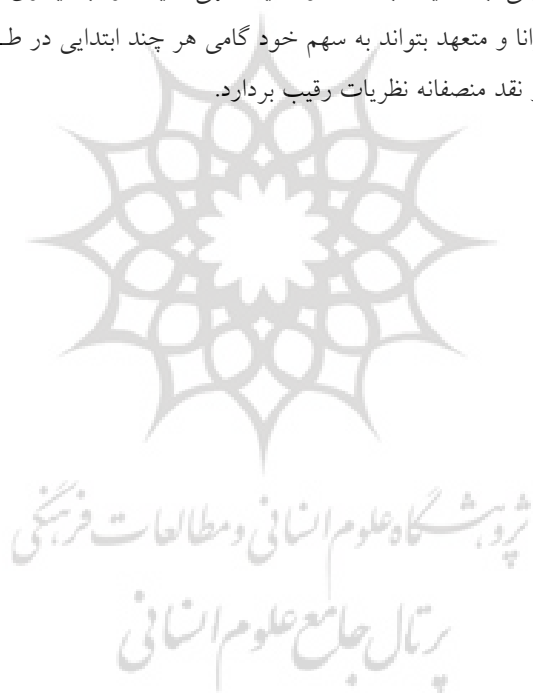 انا و متعهد بتواند به سهم خود گامی هر چند ابتدایی در طـ
نقد منصفانه نظریات رقیب بردارد.
پژوهشگاه علوم انسانی و مطالعات فرهنگی
پرتال جامع علوم انسانی